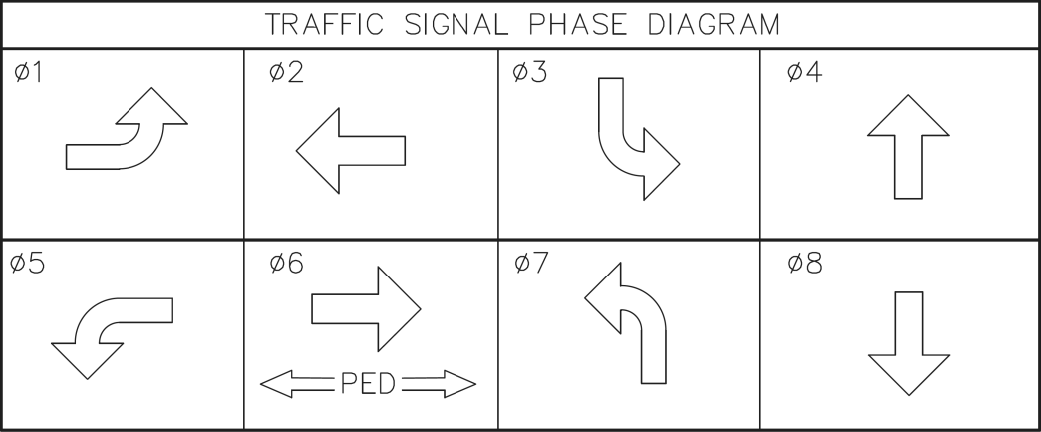 TRAFFIC SIGNAL PHASE DIAGRAM
ø1
ø2
ø3
ø4
ø5
ø6
PED
ø7
ø8